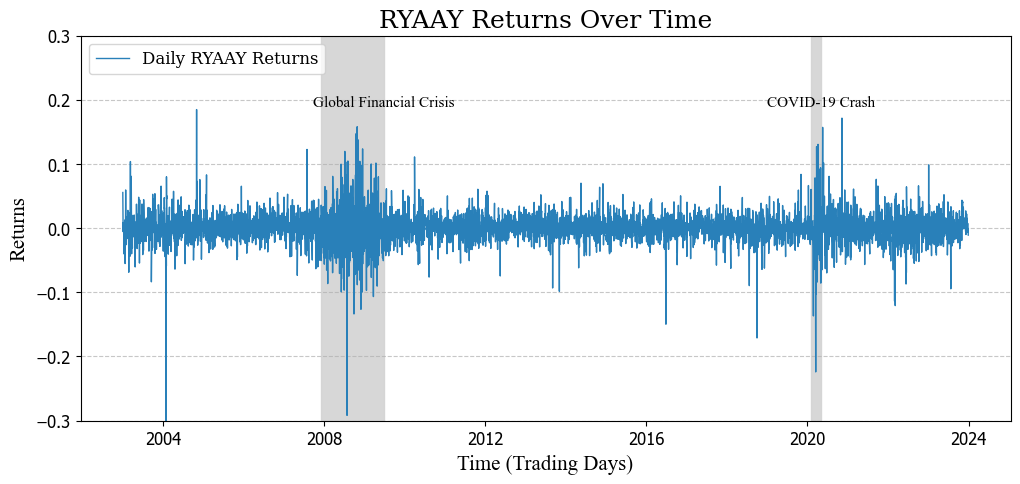 RYAAY Returns Over Time
Daily RYAAY Returns
Global Financial Crisis
COVID-19 Crash
Returns
0.3
0.2
0.1
0.0
−0.1
−0.2
−0.3
2004
2008
2012
2016
2020
2024
Time (Trading Days)